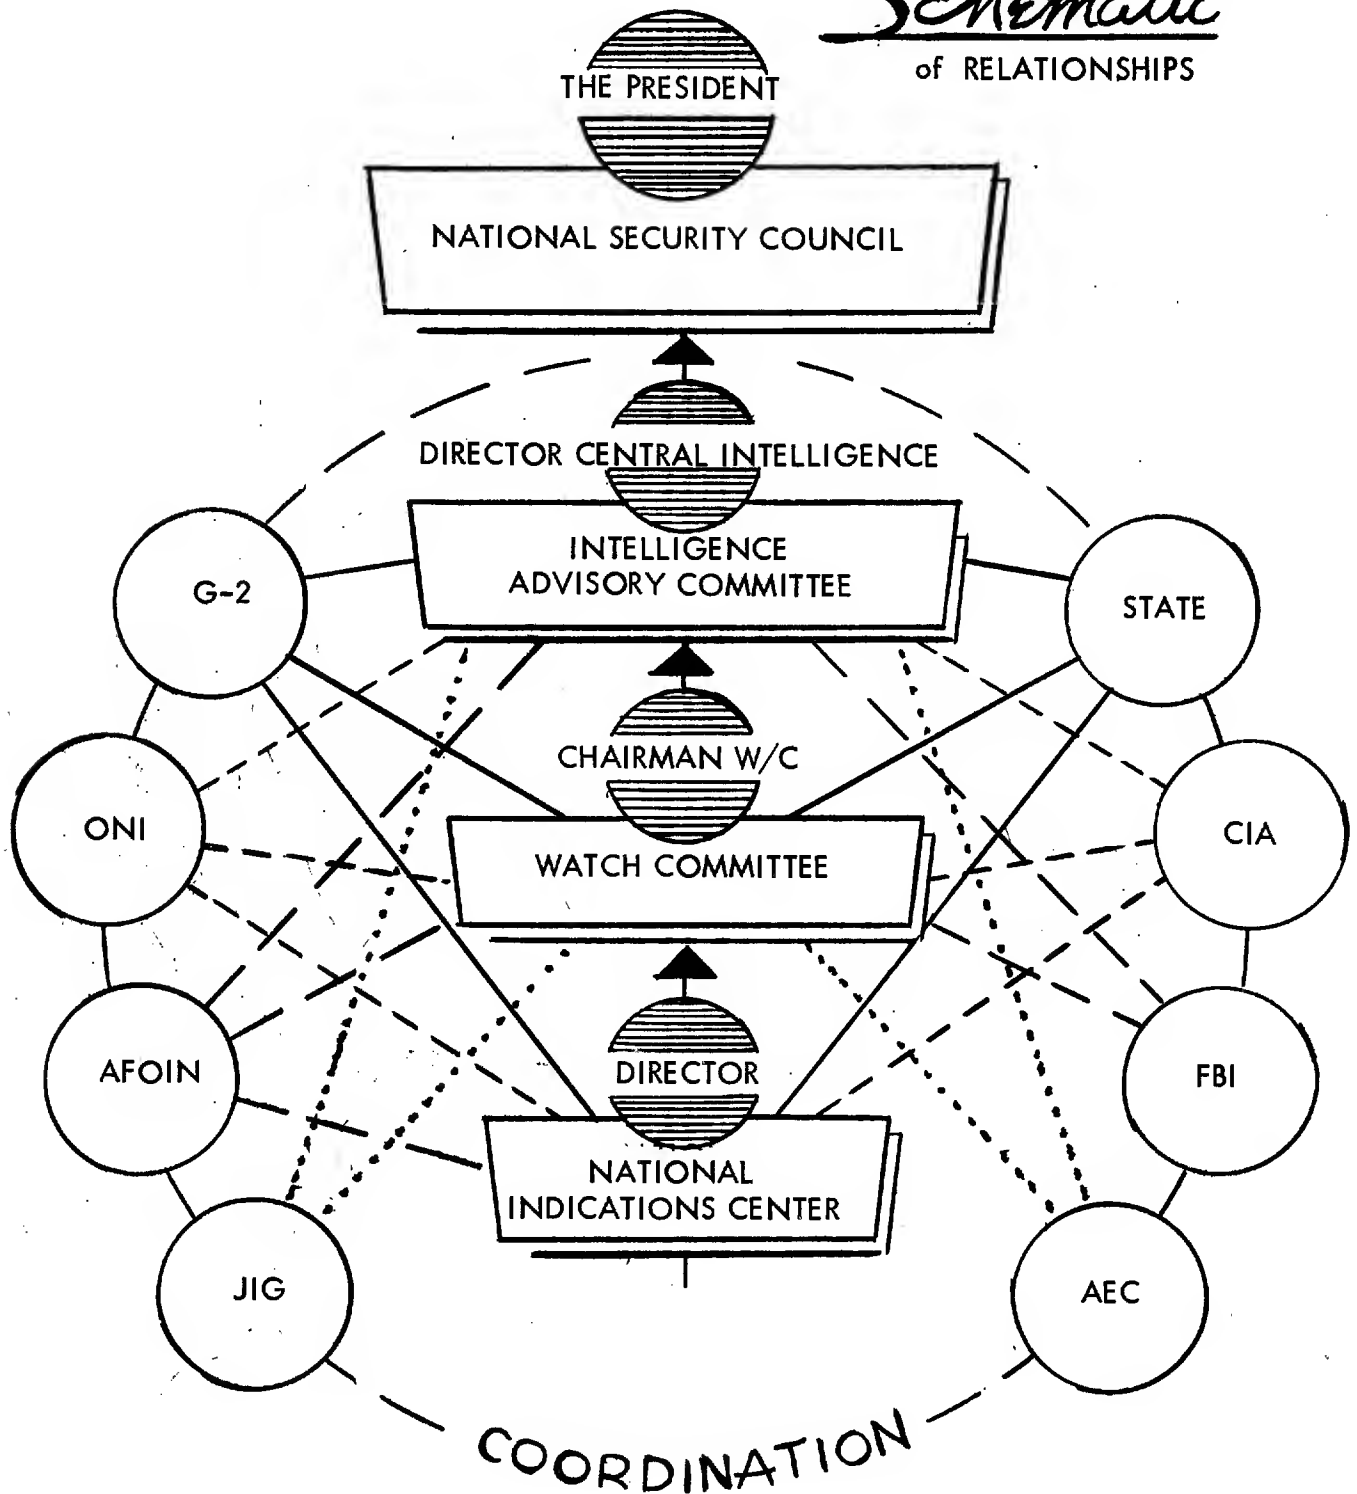 Schematic
of RELATIONSHIPS
THE PRESIDENT
NATIONAL SECURITY COUNCIL
DIRECTOR CENTRAL INTELLIGENCE
INTELLIGENCE
ADVISORY COMMITTEE
G-2
STATE
CHAIRMAN W/C
ONI
CIA
WATCH COMMITTEE
AFOIN
DIRECTOR
FBI
NATIONAL
INDICATIONS CENTER
JIG
AEC
COORDINATION